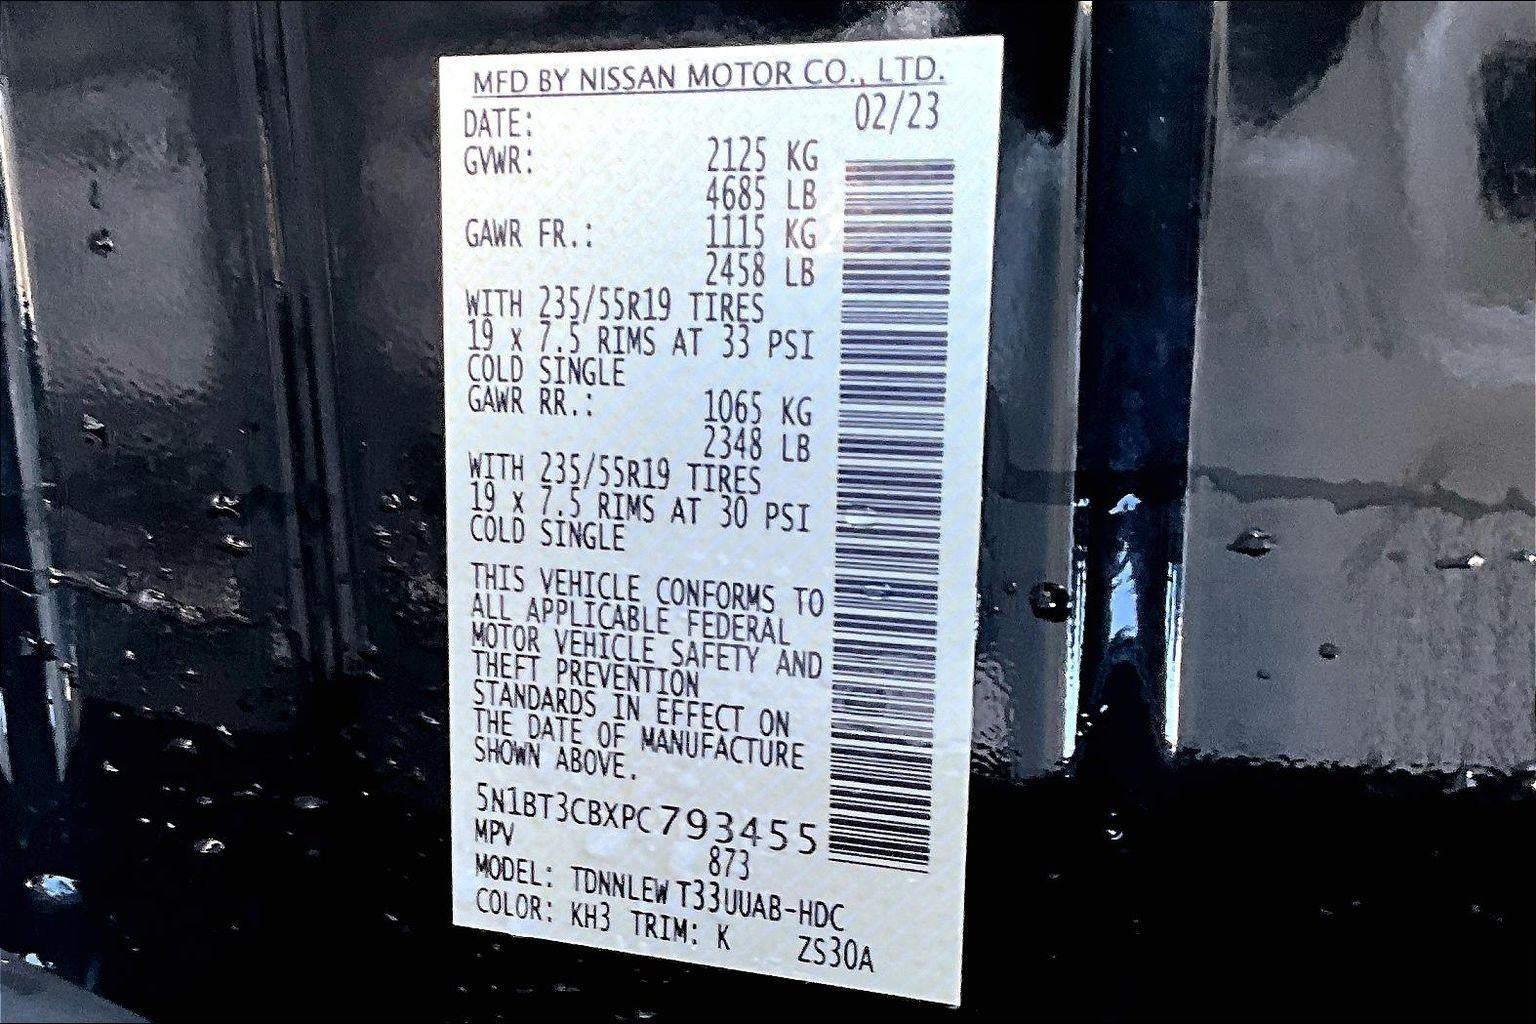 MFD BY NISSAN MOTOR CO., LTD.
DATE: 02/23
GVWR: 2125 KG
4685 LB
GAWR FR.: 1115 KG
2458 LB
WITH 235/55R19 TIRES
19 x 7.5 RIMS AT 33 PSI
COLD SINGLE
GAWR RR.: 1065 KG
2348 LB
WITH 235/55R19 TIRES
19 x 7.5 RIMS AT 30 PSI
COLD SINGLE
THIS VEHICLE CONFORMS TO
ALL APPLICABLE FEDERAL
MOTOR VEHICLE SAFETY AND
THEFT PREVENTION
STANDARDS IN EFFECT ON
THE DATE OF MANUFACTURE
SHOWN ABOVE.
5N1BT3CBXPC793455
MPV 873
MODEL: TDNNLEW T33UUAB-HDC
COLOR: KH3 TRIM: K ZS30A